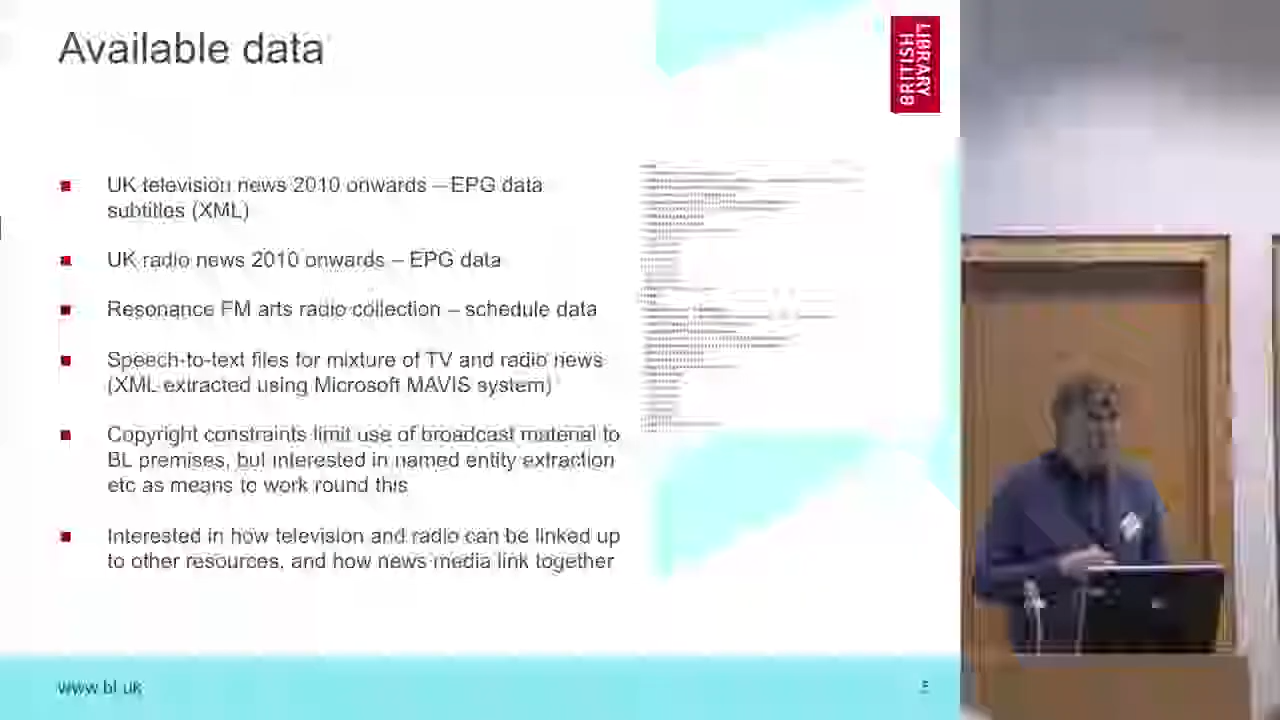 Available data
LIBRARY
BRITISH
UK television news 2010 onwards – EPG data
subtitles (XML)
UK radio news 2010 onwards – EPG data
Resonance FM arts radio collection – schedule data
Speech-to-text files for mixture of TV and radio news
(XML extracted using Microsoft MAVIS system)
Copyright constraints limit use of broadcast material to
BL premises, but interested in named entity extraction
etc as means to work round this
Interested in how television and radio can be linked up
to other resources, and how news media link together
www.bl.uk